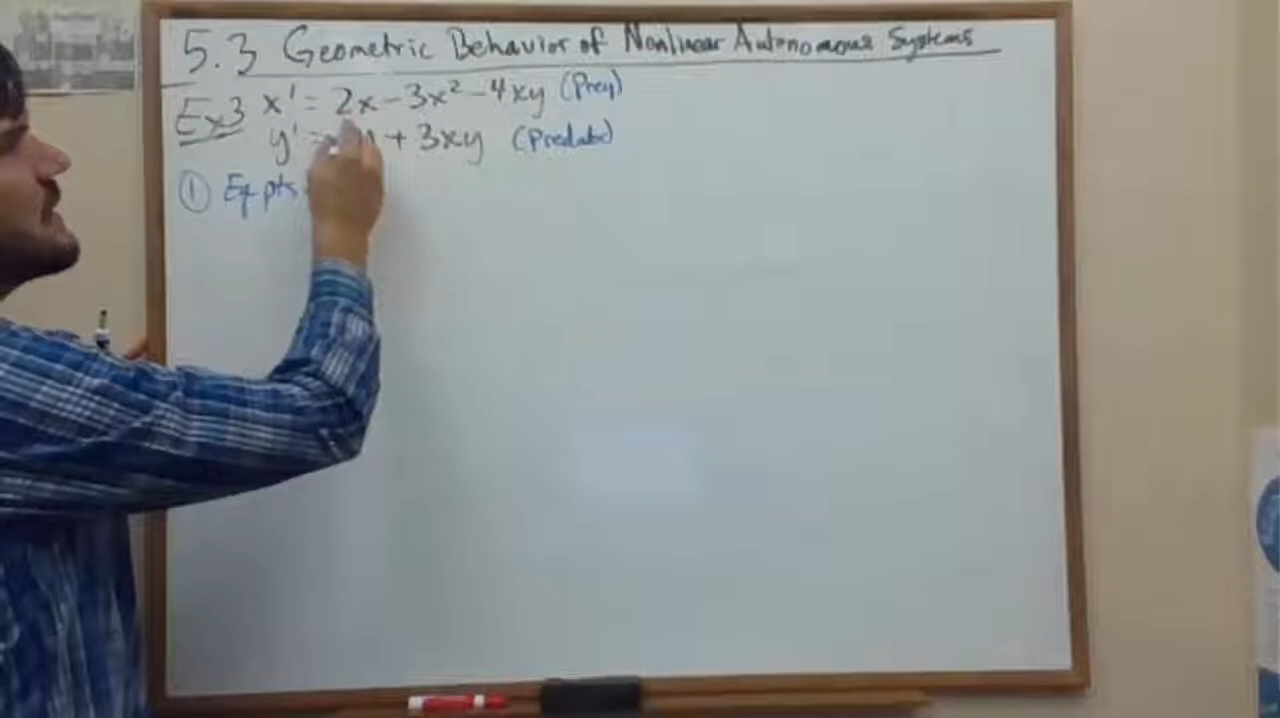 5.3 Geometric Behavior of Nonlinear Autonomous Systems
Ex3 x' = 2x - 3x² - 4xy (Prey)
y' = + 3xy (Predator)
① Eq pts